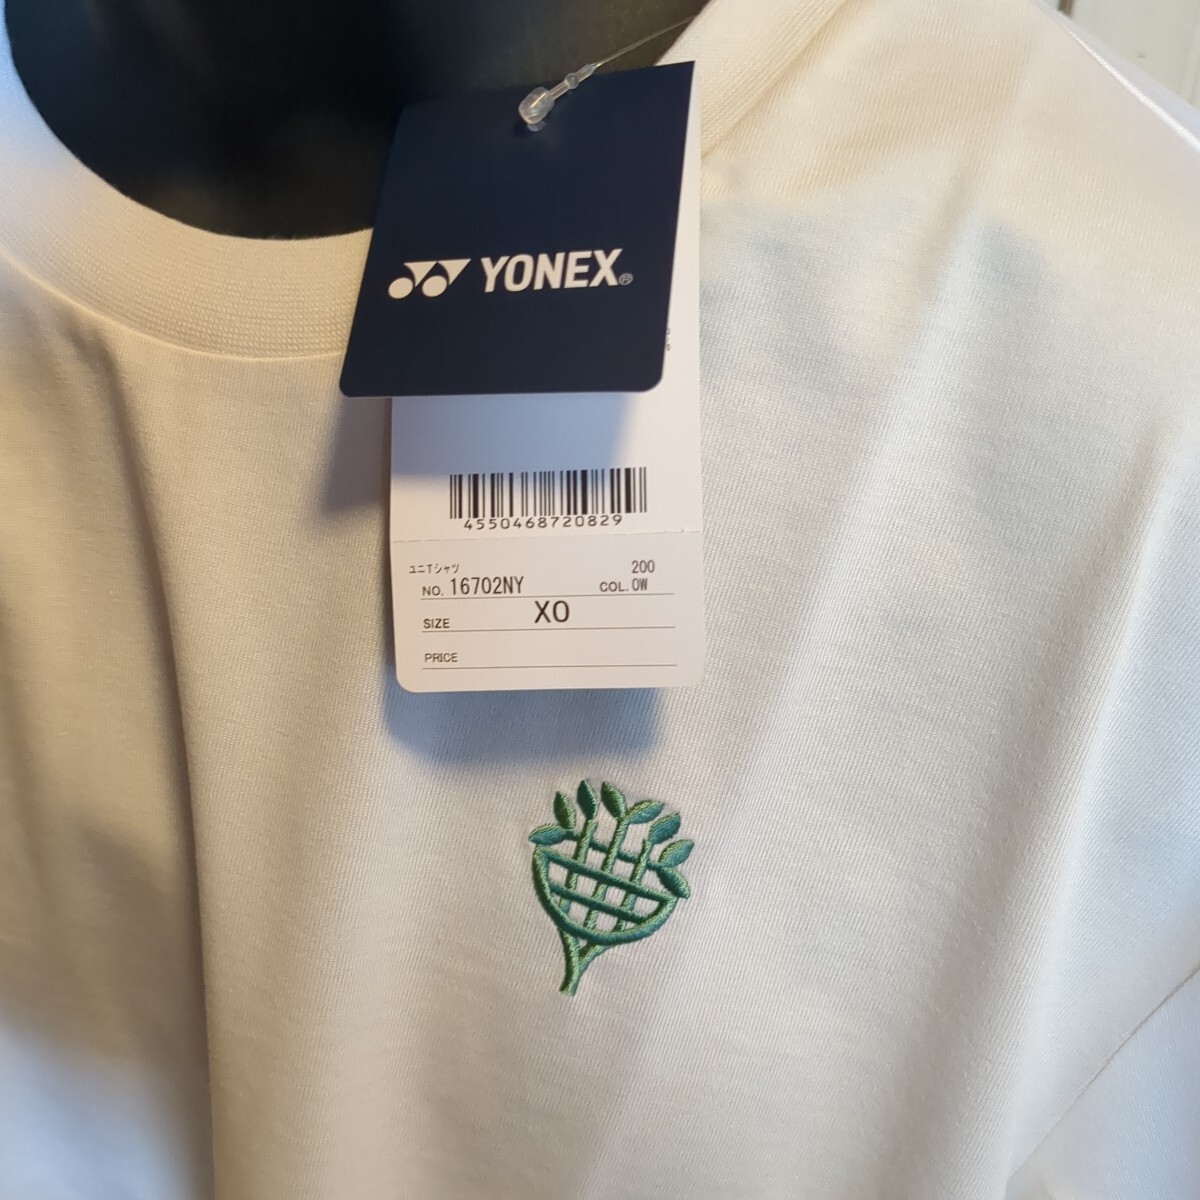 YONEX®
4550468720829
ユニTシャツ 200
NO. 16702NY COL. OW
SIZE XO
PRICE